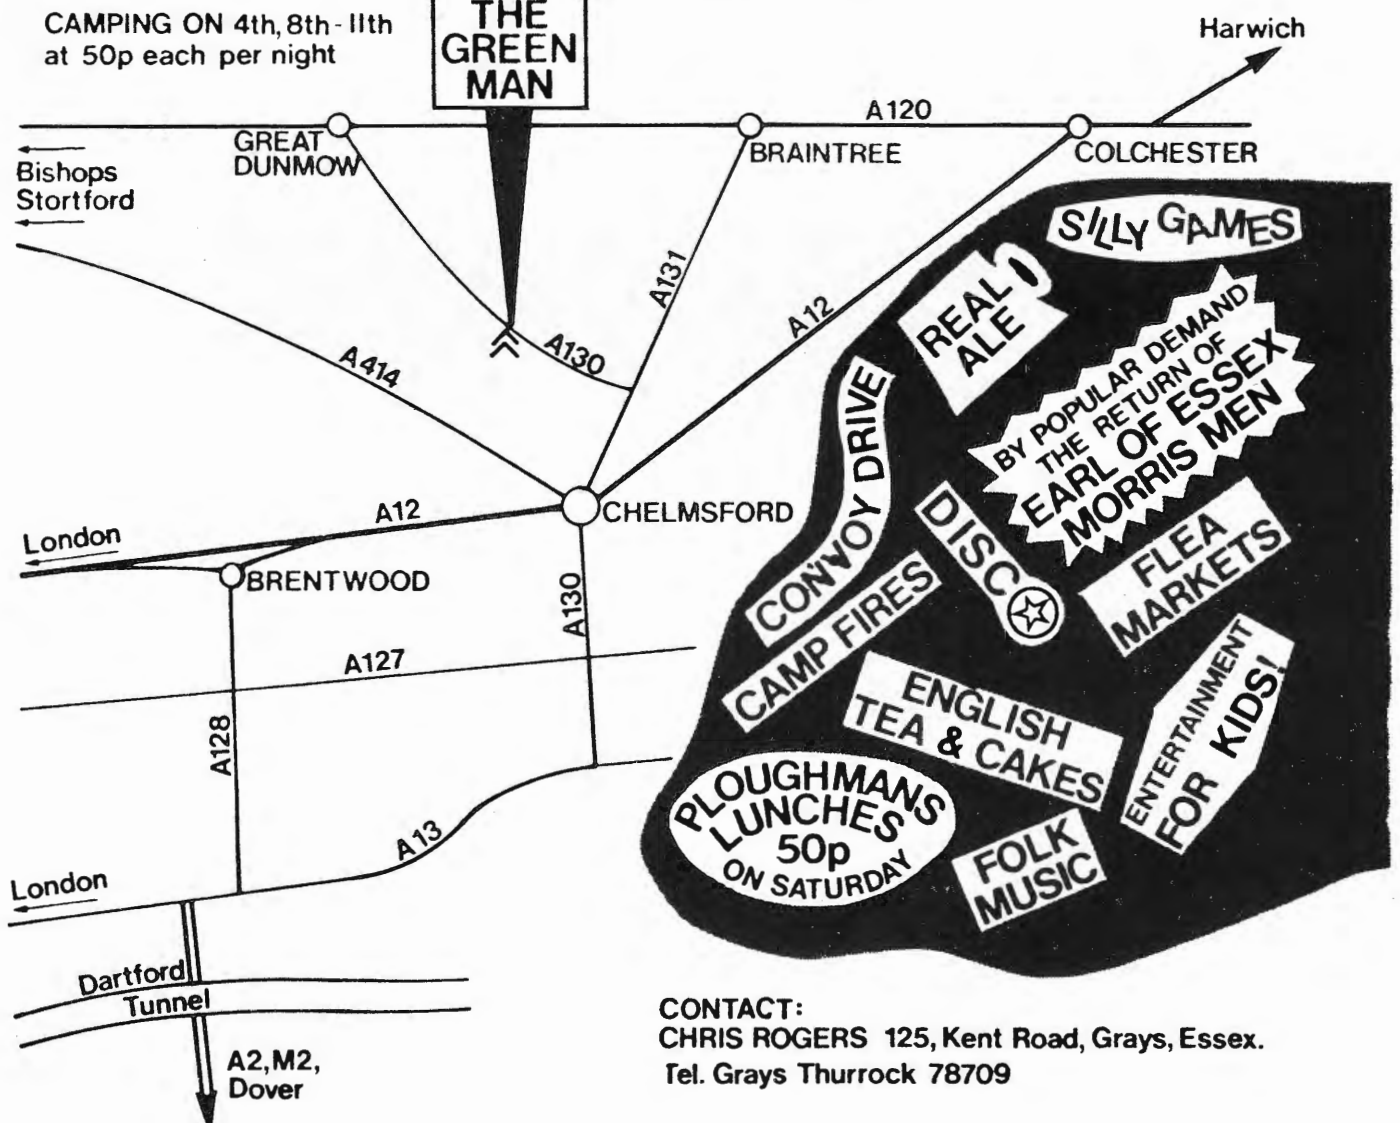 CAMPING ON 4th, 8th - 11th
at 50p each per night
THE
GREEN
MAN
Harwich
A120
GREAT
DUNMOW
BRAINTREE
COLCHESTER
Bishops
Stortford
A131
A12
A130
A414
A12
CHELMSFORD
London
BRENTWOOD
A130
A127
A128
A13
London
Dartford
Tunnel
A2, M2,
Dover
SILLY GAMES
REAL
ALE
BY POPULAR DEMAND
THE RETURN OF
EARL OF ESSEX
MORRIS MEN
CONVOY DRIVE
DISCO
FLEA
MARKETS
CAMP FIRES
ENGLISH
TEA & CAKES
ENTERTAINMENT
FOR KIDS!
PLOUGHMANS
LUNCHES
50p
ON SATURDAY
FOLK
MUSIC
CONTACT:
CHRIS ROGERS 125, Kent Road, Grays, Essex.
Tel. Grays Thurrock 78709